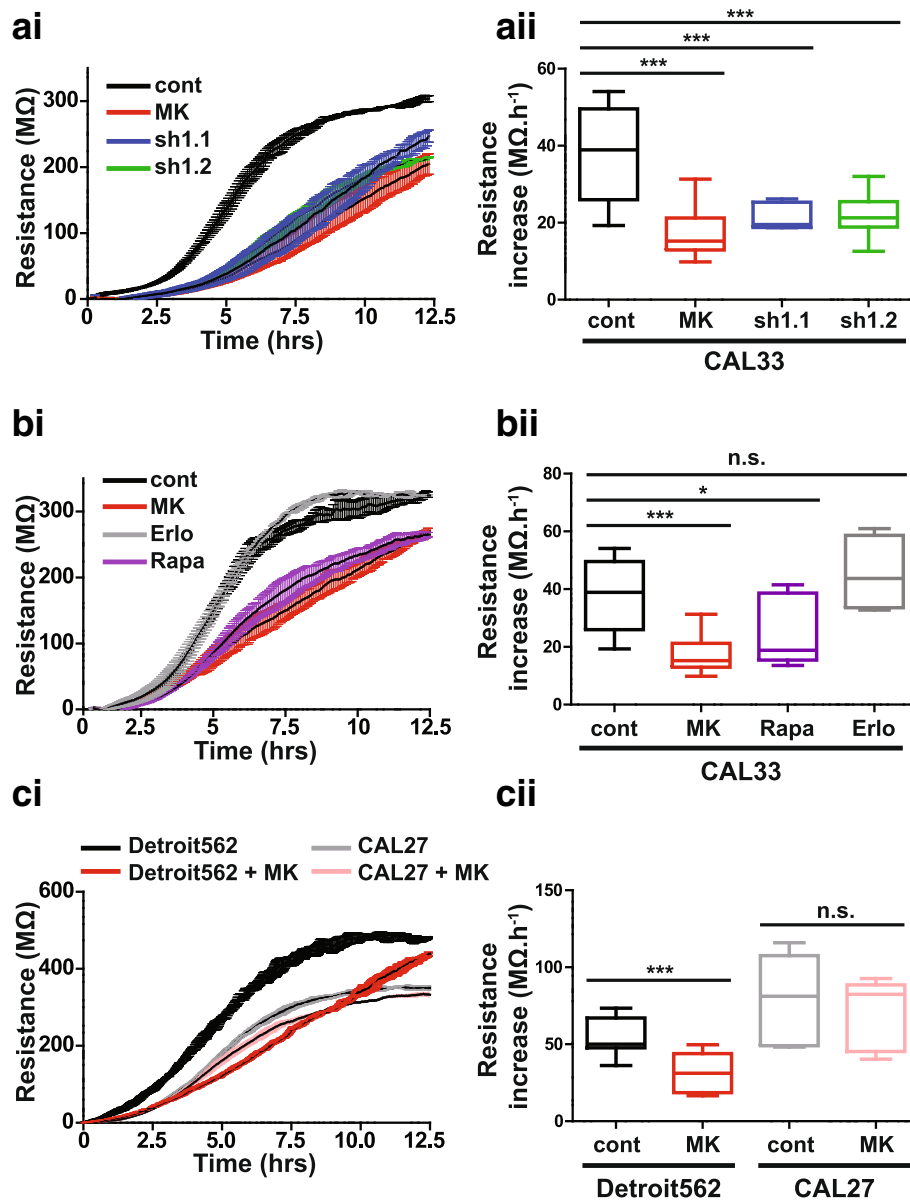 ai
cont
MK
sh1.1
sh1.2
Resistance (MΩ)
300
200
100
0
0 2.5 5 7.5 10 12.5
Time (hrs)
aii
***
***
***
Resistance
increase (MΩ.h-1)
60
40
20
0
cont MK sh1.1 sh1.2
CAL33
bi
cont
MK
Erlo
Rapa
Resistance (MΩ)
300
200
100
0
0 2.5 5 7.5 10 12.5
Time (hrs)
bii
n.s.
*
***
Resistance
increase (MΩ.h-1)
80
60
40
20
0
cont MK Rapa Erlo
CAL33
ci
Detroit562 CAL27
Detroit562 + MK CAL27 + MK
Resistance (MΩ)
600
400
200
0
0 2.5 5.0 7.5 10.0 12.5
Time (hrs)
cii
n.s.
***
Resistance
increase (MΩ.h-1)
150
100
50
0
cont MK cont MK
Detroit562 CAL27